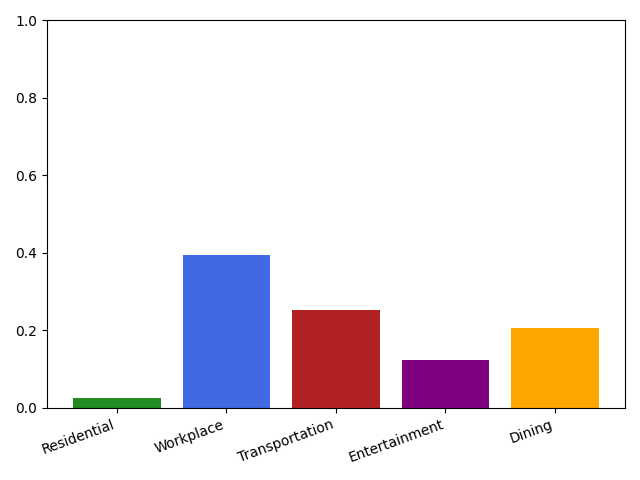 1.0
0.8
0.6
0.4
0.2
0.0
Residential
Workplace
Transportation
Entertainment
Dining